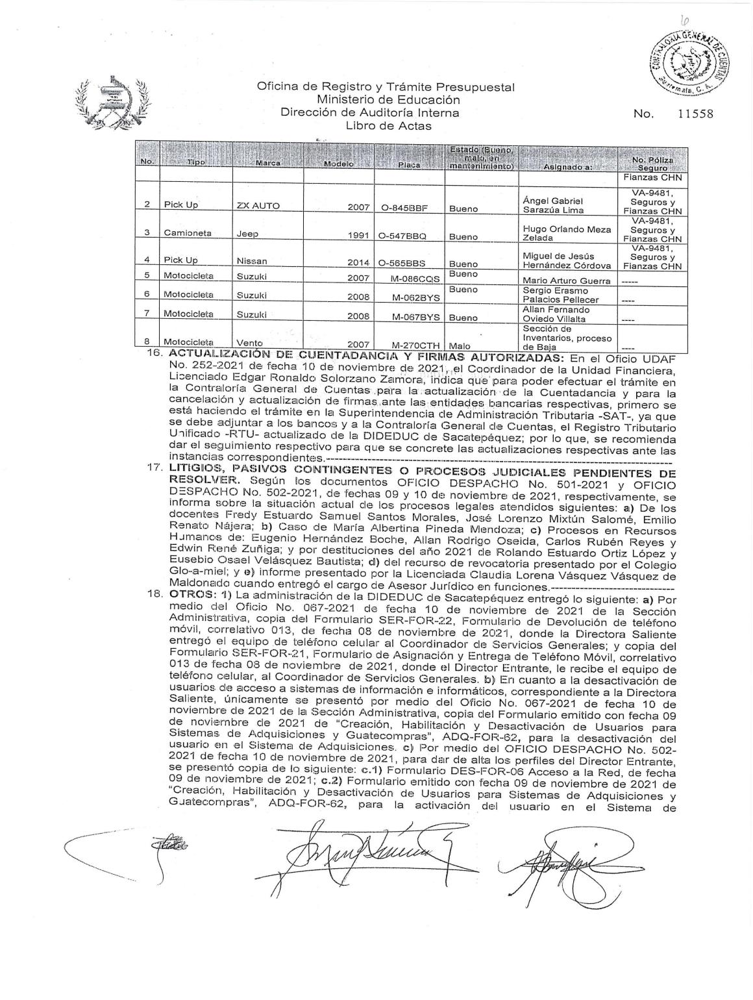 6
CONTRALORÍA GENERAL DE CUENTAS
Guatemala, C. A.
Oficina de Registro y Trámite Presupuestal
Ministerio de Educación
Dirección de Auditoría Interna
Libro de Actas
No. 11558
No. Tipo Marca Modelo Placa Estado (Bueno, malo, en mantenimiento) Asignado a: No. Póliza Seguro
Fianzas CHN
2 Pick Up ZX AUTO 2007 O-845BBF Bueno Ángel Gabriel Sarazúa Lima VA-9481, Seguros y Fianzas CHN
3 Camioneta Jeep 1991 O-547BBQ Bueno Hugo Orlando Meza Zelada VA-9481, Seguros y Fianzas CHN
4 Pick Up Nissan 2014 O-565BBS Bueno Miguel de Jesús Hernández Córdova VA-9481, Seguros y Fianzas CHN
5 Motocicleta Suzuki 2007 M-086CQS Bueno Mario Arturo Guerra -----
6 Motocicleta Suzuki 2008 M-062BYS Bueno Sergio Erasmo Palacios Pellecer ----
7 Motocicleta Suzuki 2008 M-067BYS Bueno Allan Fernando Oviedo Villalta ----
8 Motocicleta Vento 2007 M-270CTH Malo Sección de Inventarios, proceso de Baja ----
16. ACTUALIZACIÓN DE CUENTADANCIA Y FIRMAS AUTORIZADAS: En el Oficio UDAF
No. 252-2021 de fecha 10 de noviembre de 2021, el Coordinador de la Unidad Financiera,
Licenciado Edgar Ronaldo Solorzano Zamora, indica que para poder efectuar el trámite en
la Contraloría General de Cuentas para la actualización de la Cuentadancia y para la
cancelación y actualización de firmas ante las entidades bancarias respectivas, primero se
está haciendo el trámite en la Superintendencia de Administración Tributaria -SAT-, ya que
se debe adjuntar a los bancos y a la Contraloría General de Cuentas, el Registro Tributario
Unificado -RTU- actualizado de la DIDEDUC de Sacatepéquez; por lo que, se recomienda
dar el seguimiento respectivo para que se concrete las actualizaciones respectivas ante las
instancias correspondientes.------------------------------------------------------------
17. LITIGIOS, PASIVOS CONTINGENTES O PROCESOS JUDICIALES PENDIENTES DE
RESOLVER. Según los documentos OFICIO DESPACHO No. 501-2021 y OFICIO
DESPACHO No. 502-2021, de fechas 09 y 10 de noviembre de 2021, respectivamente, se
informa sobre la situación actual de los procesos legales atendidos siguientes: a) De los
docentes Fredy Estuardo Samuel Santos Morales, José Lorenzo Mixtún Salomé, Emilio
Renato Nájera; b) Caso de María Albertina Pineda Mendoza; c) Procesos en Recursos
Humanos de: Eugenio Hernández Boche, Allan Rodrigo Oseida, Carlos Rubén Reyes y
Edwin René Zuñiga; y por destituciones del año 2021 de Rolando Estuardo Ortiz López y
Eusebio Osael Velásquez Bautista; d) del recurso de revocatoria presentado por el Colegio
Glo-a-miel; y e) informe presentado por la Licenciada Claudia Lorena Vásquez Vásquez de
Maldonado cuando entregó el cargo de Asesor Jurídico en funciones.---------------------
18. OTROS: 1) La administración de la DIDEDUC de Sacatepéquez entregó lo siguiente: a) Por
medio del Oficio No. 067-2021 de fecha 10 de noviembre de 2021 de la Sección
Administrativa, copia del Formulario SER-FOR-22, Formulario de Devolución de teléfono
móvil, correlativo 013, de fecha 08 de noviembre de 2021, donde la Directora Saliente
entregó el equipo de teléfono celular al Coordinador de Servicios Generales; y copia del
Formulario SER-FOR-21, Formulario de Asignación y Entrega de Teléfono Móvil, correlativo
013 de fecha 08 de noviembre de 2021, donde el Director Entrante, le recibe el equipo de
teléfono celular, al Coordinador de Servicios Generales. b) En cuanto a la desactivación de
usuarios de acceso a sistemas de información e informáticos, correspondiente a la Directora
Saliente, únicamente se presentó por medio del Oficio No. 067-2021 de fecha 10 de
noviembre de 2021 de la Sección Administrativa, copia del Formulario emitido con fecha 09
de noviembre de 2021 de “Creación, Habilitación y Desactivación de Usuarios para
Sistemas de Adquisiciones y Guatecompras”, ADQ-FOR-62, para la desactivación del
usuario en el Sistema de Adquisiciones. c) Por medio del OFICIO DESPACHO No. 502-
2021 de fecha 10 de noviembre de 2021, para dar de alta los perfiles del Director Entrante,
se presentó copia de lo siguiente: c.1) Formulario DES-FOR-06 Acceso a la Red, de fecha
09 de noviembre de 2021; c.2) Formulario emitido con fecha 09 de noviembre de 2021 de
“Creación, Habilitación y Desactivación de Usuarios para Sistemas de Adquisiciones y
Guatecompras”, ADQ-FOR-62, para la activación del usuario en el Sistema de